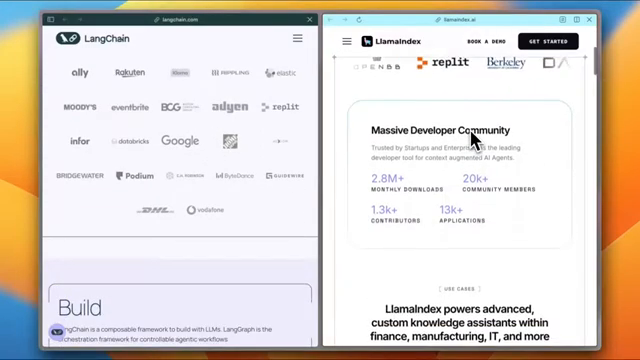 langchain.com
LangChain
ally
Rakuten
Klarna
RIPPLING
elastic
MOODY'S
eventbrite
BCG
adyen
replit
infor
databricks
Google
BRIDGEWATER
Podium
ByteDance
GUIDEWIRE
DHL
vodafone
Build
LangChain is a composable framework to build with LLMs. LangGraph is the
orchestration framework for controllable agentic workflows
llamaindex.ai
LlamaIndex
BOOK A DEMO
GET STARTED
OPENBB
replit
Berkeley
Massive Developer Community
Trusted by Startups and Enterprises the leading
developer tool for context augmented AI Agents.
2.8M+
MONTHLY DOWNLOADS
20k+
COMMUNITY MEMBERS
1.3k+
CONTRIBUTORS
13k+
APPLICATIONS
[ USE CASES ]
LlamaIndex powers advanced,
custom knowledge assistants within
finance, manufacturing, IT, and more